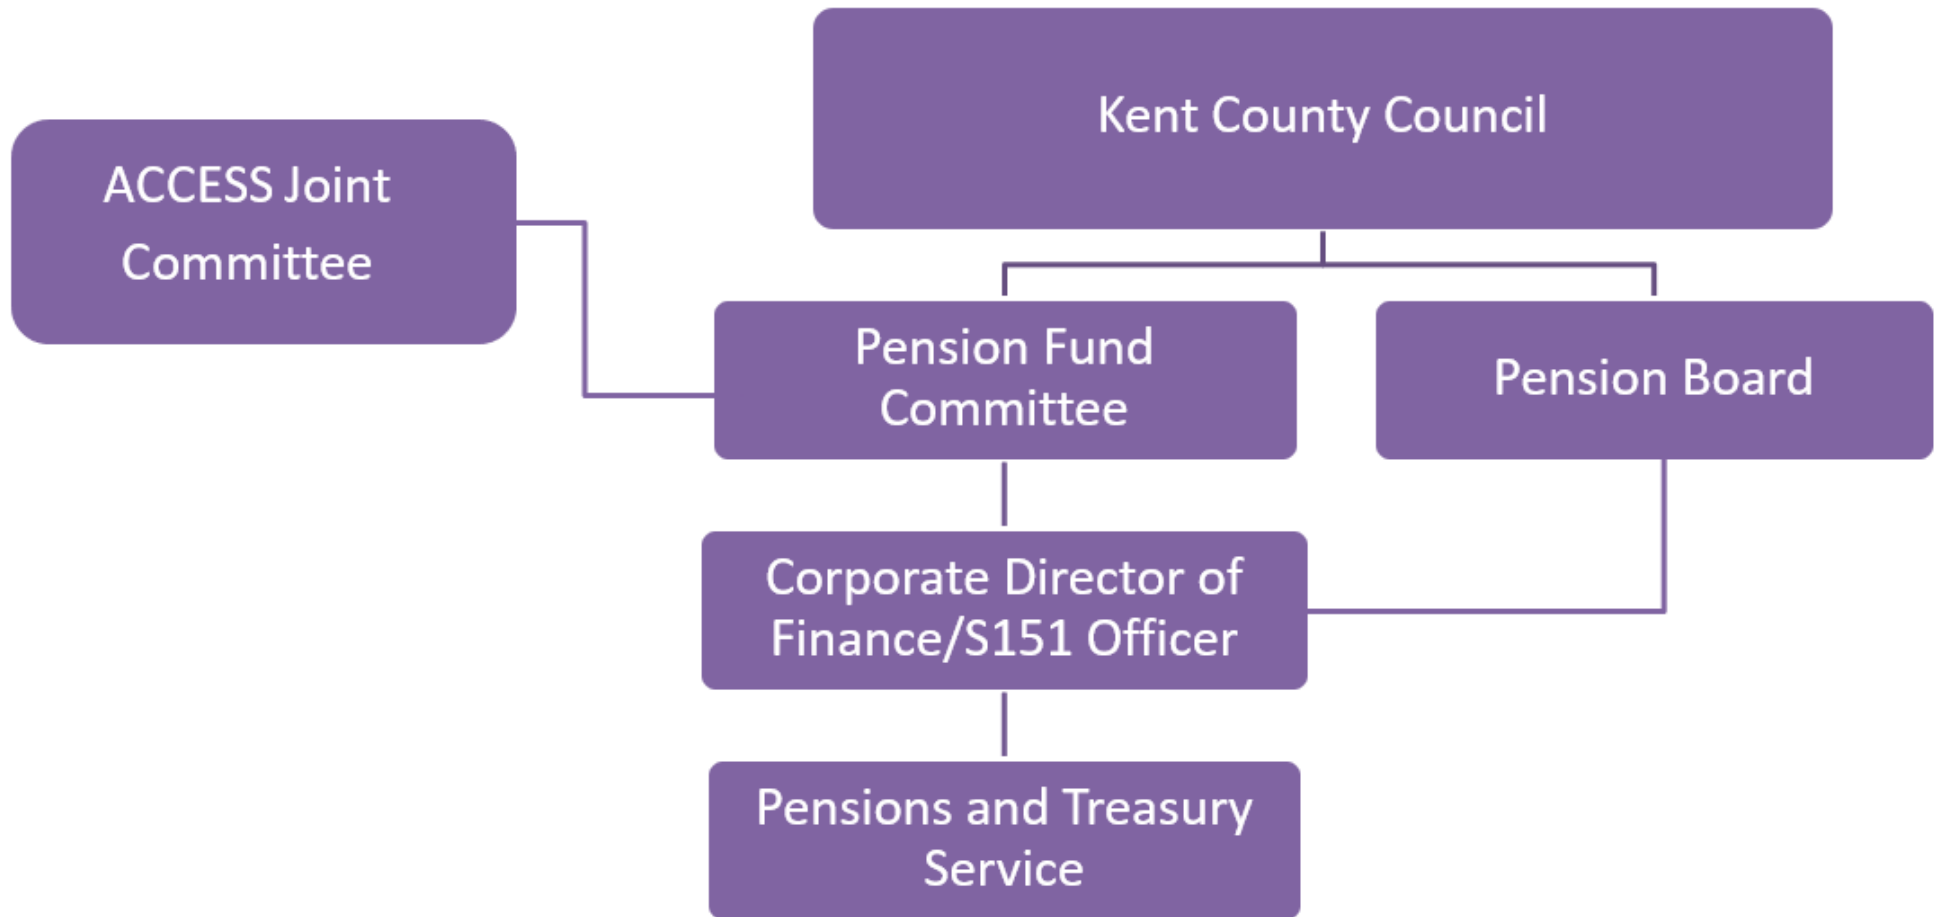 Kent County Council
ACCESS Joint
Committee
Pension Fund
Committee
Pension Board
Corporate Director of
Finance/S151 Officer
Pensions and Treasury
Service